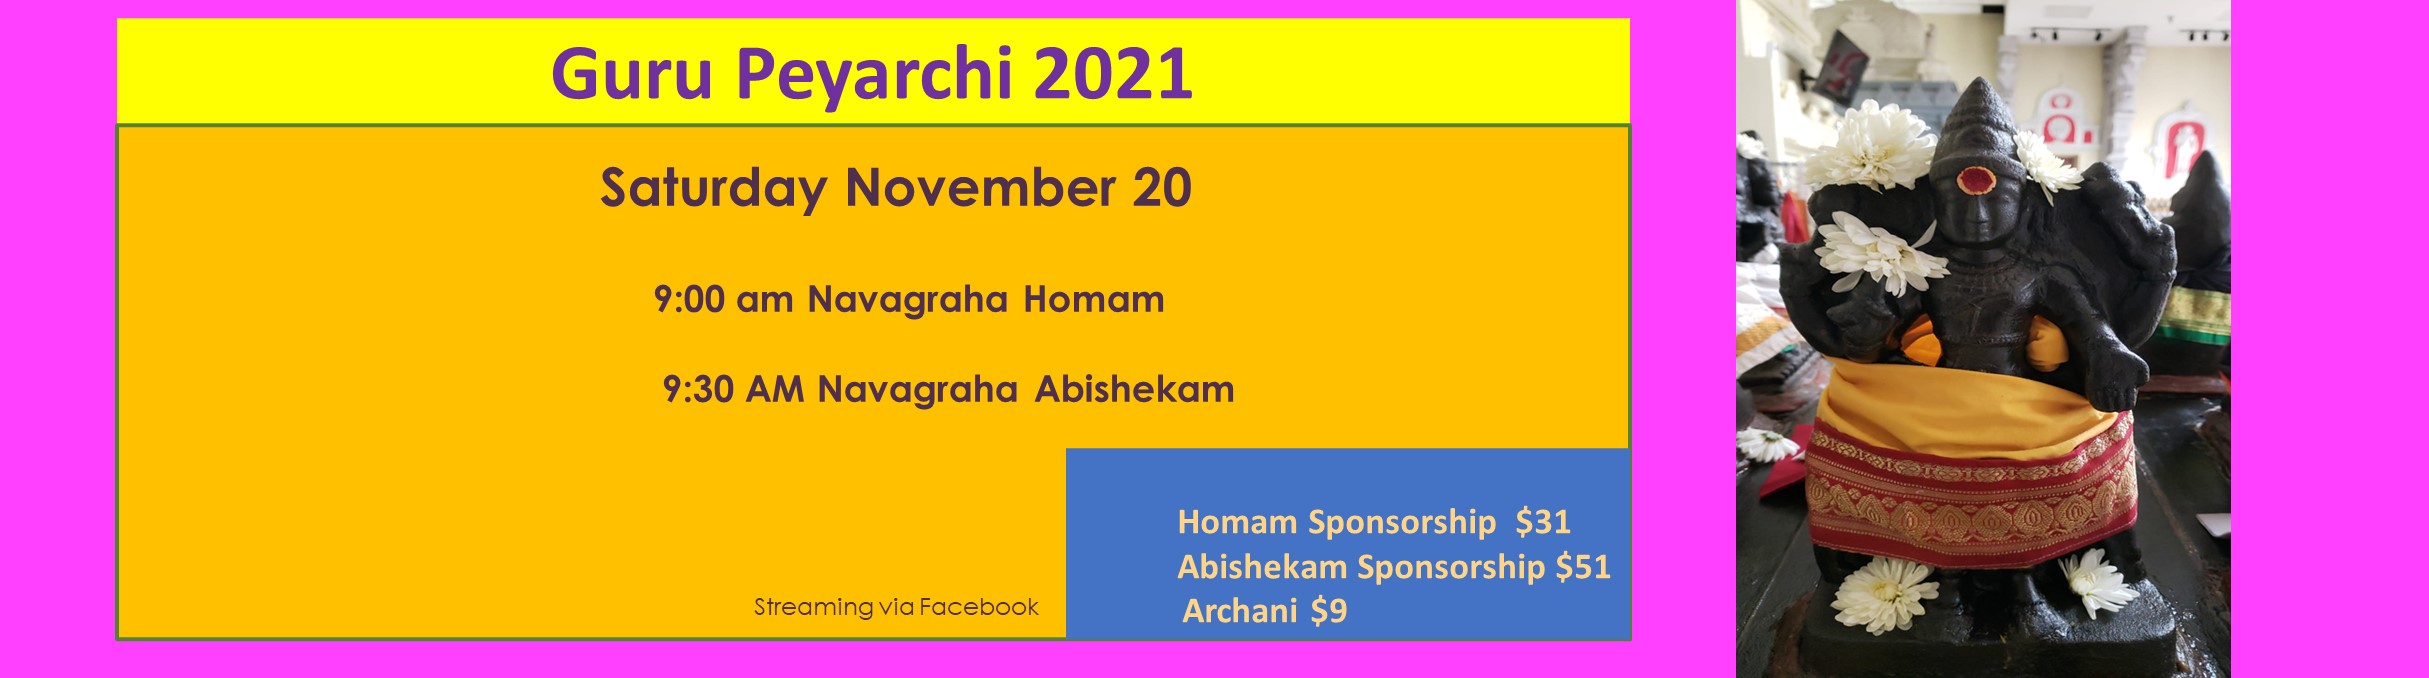 Guru Peyarchi 2021
Saturday November 20
9:00 am Navagraha Homam
9:30 AM Navagraha Abishekam
Homam Sponsorship $31
Abishekam Sponsorship $51
Archani $9
Streaming via Facebook